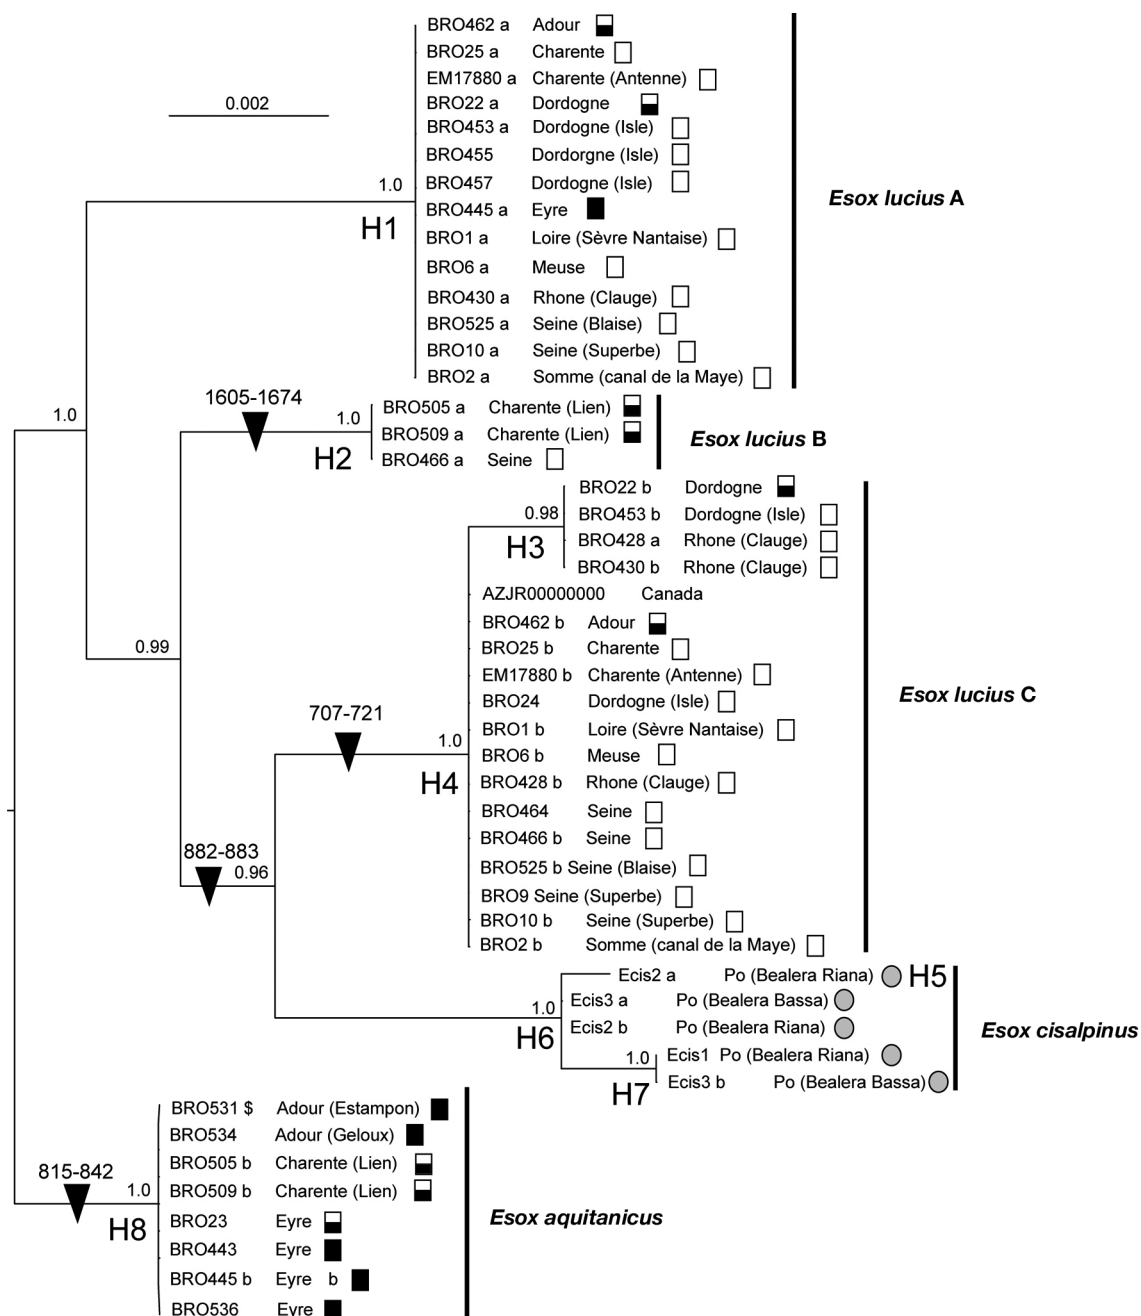 BRO462 a Adour
BRO25 a Charente
EM17880 a Charente (Antenne)
0.002
BRO22 a Dordogne
BRO453 a Dordogne (Isle)
BRO455 Dordorgne (Isle)
BRO457 Dordogne (Isle)
1.0
H1
Esox lucius A
BRO445 a Eyre
BRO1 a Loire (Sèvre Nantaise)
BRO6 a Meuse
BRO430 a Rhone (Clauge)
BRO525 a Seine (Blaise)
BRO10 a Seine (Superbe)
BRO2 a Somme (canal de la Maye)
1605-1674
1.0
1.0
H2
BRO505 a Charente (Lien)
BRO509 a Charente (Lien)
BRO466 a Seine
Esox lucius B
BRO22 b Dordogne
BRO453 b Dordogne (Isle)
0.98
H3
BRO428 a Rhone (Clauge)
BRO430 b Rhone (Clauge)
AZJR00000000 Canada
BRO462 b Adour
BRO25 b Charente
0.99
EM17880 b Charente (Antenne)
BRO24 Dordogne (Isle)
Esox lucius C
707-721
BRO1 b Loire (Sèvre Nantaise)
1.0
H4
BRO6 b Meuse
BRO428 b Rhone (Clauge)
BRO464 Seine
BRO466 b Seine
882-883
0.96
BRO525 b Seine (Blaise)
BRO9 Seine (Superbe)
BRO10 b Seine (Superbe)
BRO2 b Somme (canal de la Maye)
Ecis2 a Po (Bealera Riana) H5
Ecis3 a Po (Bealera Bassa)
1.0
H6
Ecis2 b Po (Bealera Riana)
Esox cisalpinus
Ecis1 Po (Bealera Riana)
1.0
H7
Ecis3 b Po (Bealera Bassa)
BRO531 $ Adour (Estampon)
BRO534 Adour (Geloux)
BRO505 b Charente (Lien)
815-842
1.0
H8
BRO509 b Charente (Lien)
BRO23 Eyre
Esox aquitanicus
BRO443 Eyre
BRO445 b Eyre b
BRO536 Eyre